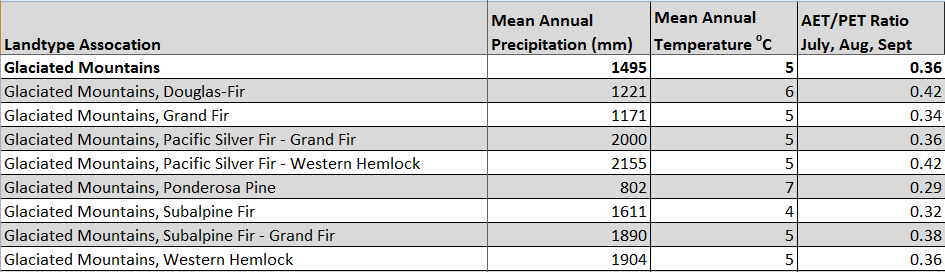 Landtype Assocation Mean Annual Precipitation (mm) Mean Annual Temperature ᵒC AET/PET Ratio July, Aug, Sept
Glaciated Mountains 1495 5 0.36
Glaciated Mountains, Douglas-Fir 1221 6 0.42
Glaciated Mountains, Grand Fir 1171 5 0.34
Glaciated Mountains, Pacific Silver Fir - Grand Fir 2000 5 0.36
Glaciated Mountains, Pacific Silver Fir - Western Hemlock 2155 5 0.42
Glaciated Mountains, Ponderosa Pine 802 7 0.29
Glaciated Mountains, Subalpine Fir 1611 4 0.32
Glaciated Mountains, Subalpine Fir - Grand Fir 1890 5 0.38
Glaciated Mountains, Western Hemlock 1904 5 0.36